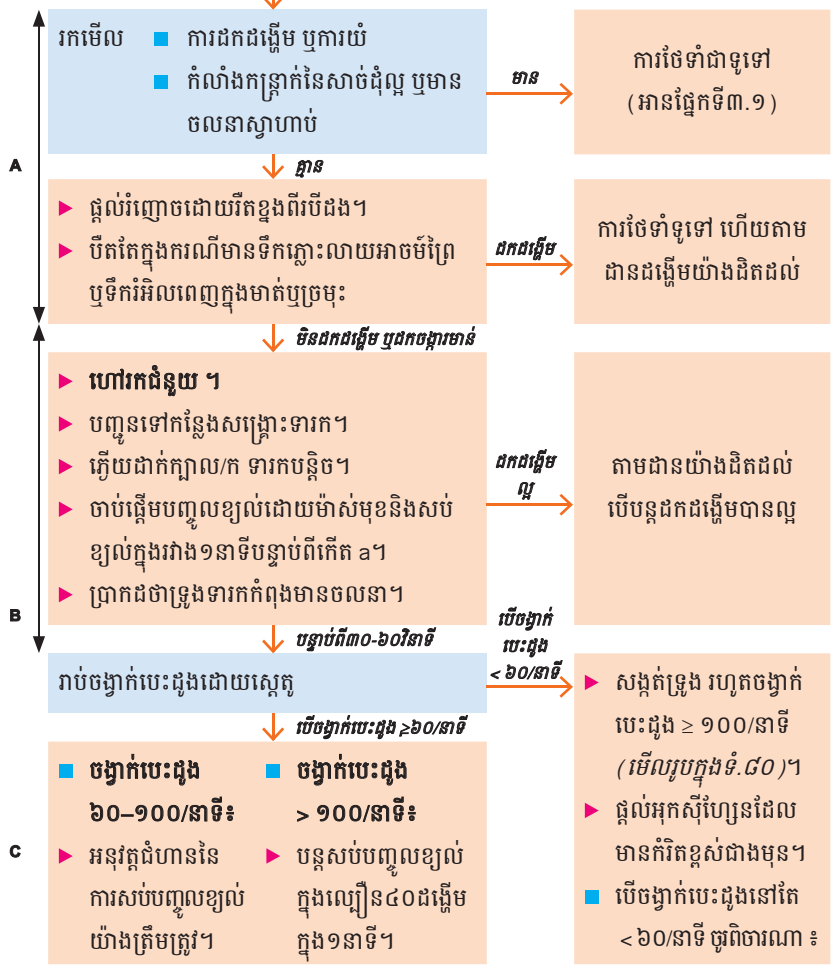 រកមើល ការដកដង្ហើម ឬការយំ
កំលាំងកន្ត្រាក់នៃសាច់ដុំល្អ ឬមាន
ចលនាស្វាហាប់
មាន
ការថែទាំជាទូទៅ
(អានផ្នែកទី៣.១)
A
គ្មាន
ផ្តល់រំញោចដោយរឺតខ្នងពីរបីដង។
បឺតតែក្នុងករណីមានទឹកភ្លោះលាយអាចម៍ព្រៃ
ឬទឹករំអិលពេញក្នុងមាត់ឬច្រមុះ
ដកដង្ហើម
ការថែទាំទូទៅ ហើយតាម
ដានដង្ហើមយ៉ាងដិតដល់
មិនដកដង្ហើម ឬដកចង្ការមាន់
ហៅរកជំនួយ ។
បញ្ជូនទៅកន្លែងសង្គ្រោះទារក។
ភ្ងើយដាក់ក្បាល/ក ទារកបន្តិច។
ចាប់ផ្តើមបញ្ចូលខ្យល់ដោយម៉ាស់មុខនិងសប់
ខ្យល់ក្នុងរវាង១នាទីបន្ទាប់ពីកើត a។
ប្រាកដថាទ្រូងទារកកំពុងមានចលនា។
ដកដង្ហើម
ល្អ
តាមដានយ៉ាងដិតដល់
បើបន្តដកដង្ហើមបានល្អ
B
បន្ទាប់ពី៣០-៦០វិនាទី
រាប់ចង្វាក់បេះដូងដោយស្តេតូ
បើចង្វាក់
បេះដូង
< ៦០/នាទី
បើចង្វាក់បេះដូង ≥៦០/នាទី
ចង្វាក់បេះដូង
៦០–១០០/នាទី៖
អនុវត្តជំហាននៃ
ការសប់បញ្ចូលខ្យល់
យ៉ាងត្រឹមត្រូវ។
ចង្វាក់បេះដូង
> ១០០/នាទី៖
បន្តសប់បញ្ចូលខ្យល់
ក្នុងល្បឿន៤០ដង្ហើម
ក្នុង១នាទី។
C
សង្កត់ទ្រូង រហូតចង្វាក់
បេះដូង ≥ ១០០/នាទី
(មើលរូបក្នុងទំ.៨០)។
ផ្តល់អុកស៊ីហ្សែនដែល
មានកំរិតខ្ពស់ជាងមុន។
បើចង្វាក់បេះដូងនៅតែ
< ៦០/នាទី ចូរពិចារណា ៖